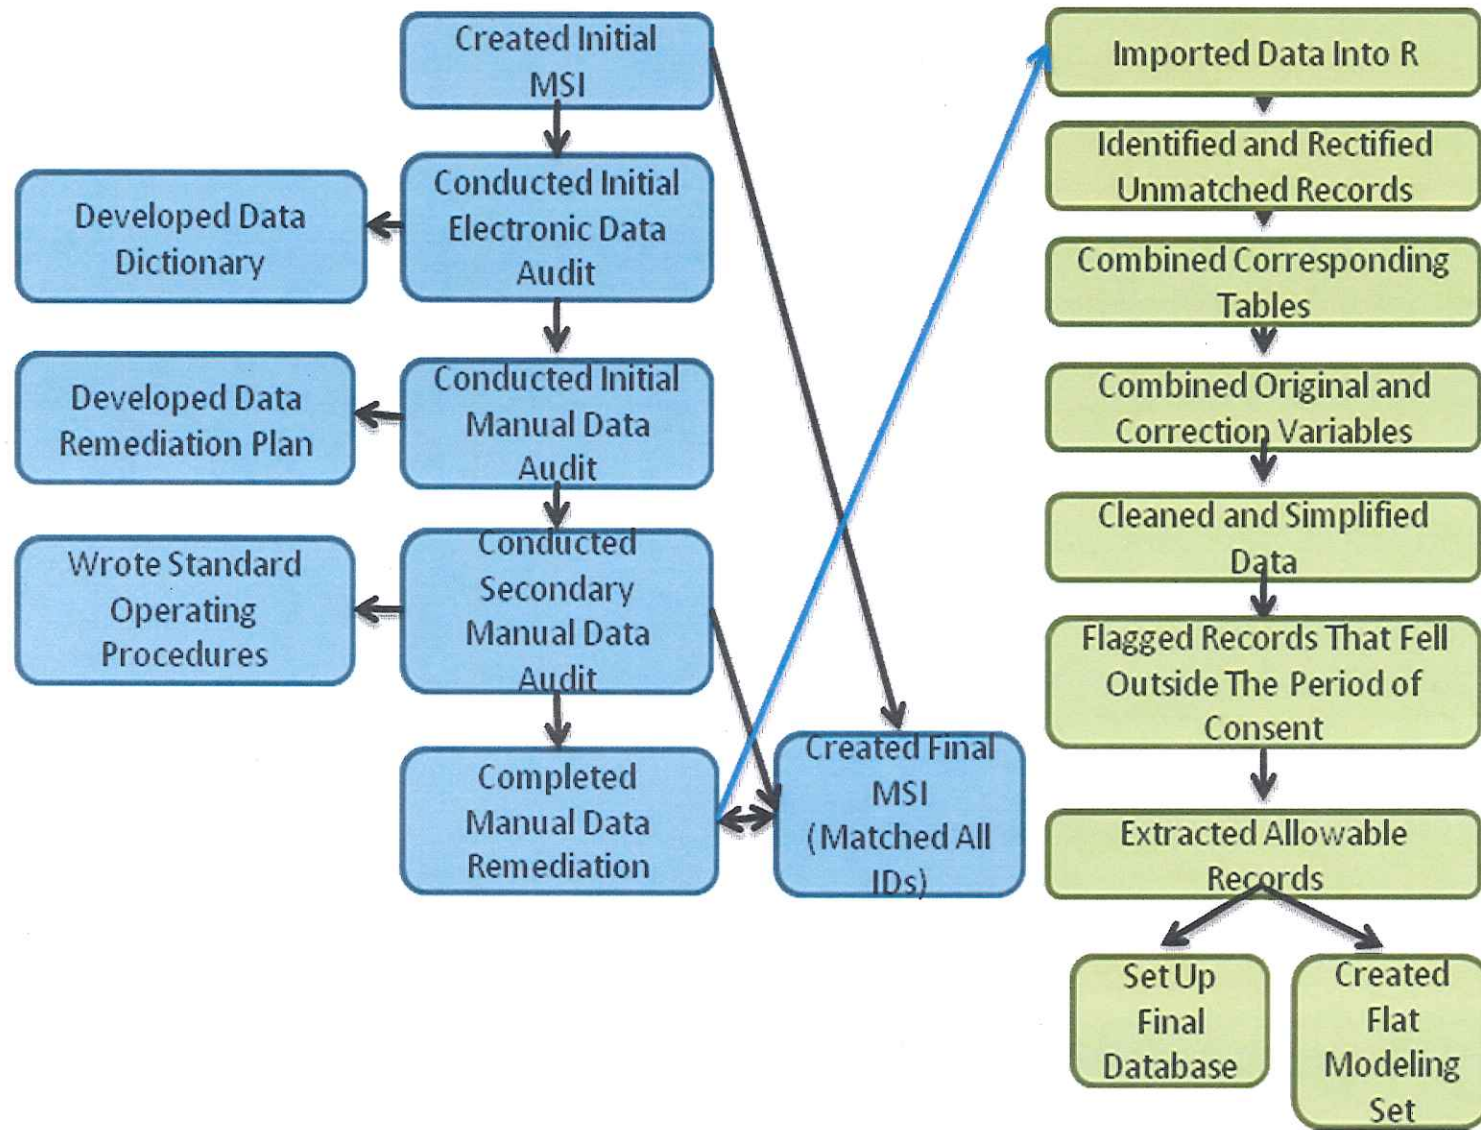 Created Initial
MSI
Conducted Initial
Electronic Data
Audit
Developed Data
Dictionary
Conducted Initial
Manual Data
Audit
Developed Data
Remediation Plan
Conducted
Secondary
Manual Data
Audit
Wrote Standard
Operating
Procedures
Completed
Manual Data
Remediation
Created Final
MSI
(Matched All
IDs)
Imported Data Into R
Identified and Rectified
Unmatched Records
Combined Corresponding
Tables
Combined Original and
Correction Variables
Cleaned and Simplified
Data
Flagged Records That Fell
Outside The Period of
Consent
Extracted Allowable
Records
Set Up
Final
Database
Created
Flat
Modeling
Set